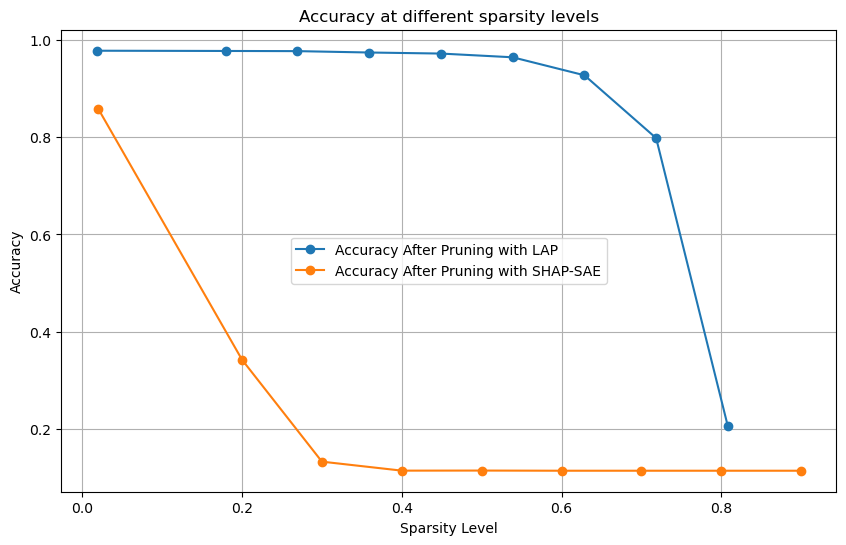 Accuracy at different sparsity levels
1.0
0.8
0.6
0.4
0.2
Accuracy
Accuracy After Pruning with LAP
Accuracy After Pruning with SHAP-SAE
0.0 0.2 0.4 0.6 0.8
Sparsity Level